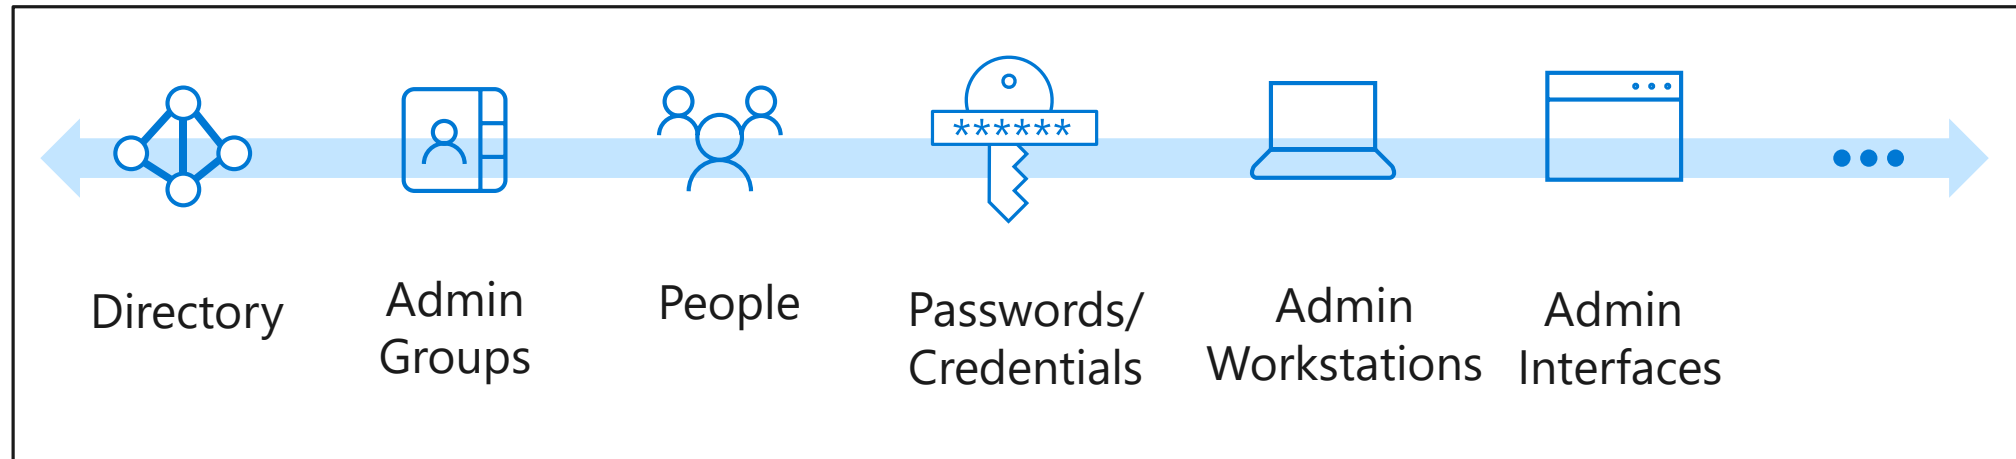 ******
Directory
Admin
Groups
People
Passwords/
Credentials
Admin
Workstations
Admin
Interfaces